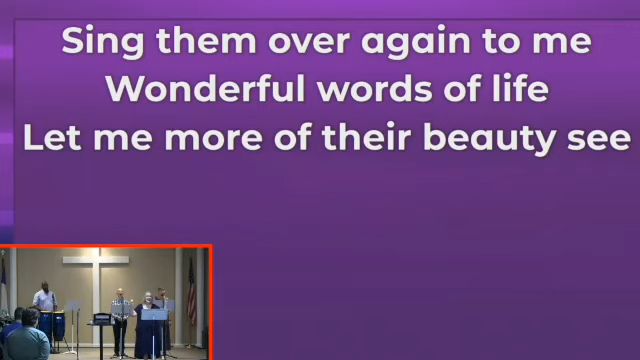 Sing them over again to me
Wonderful words of life
Let me more of their beauty see